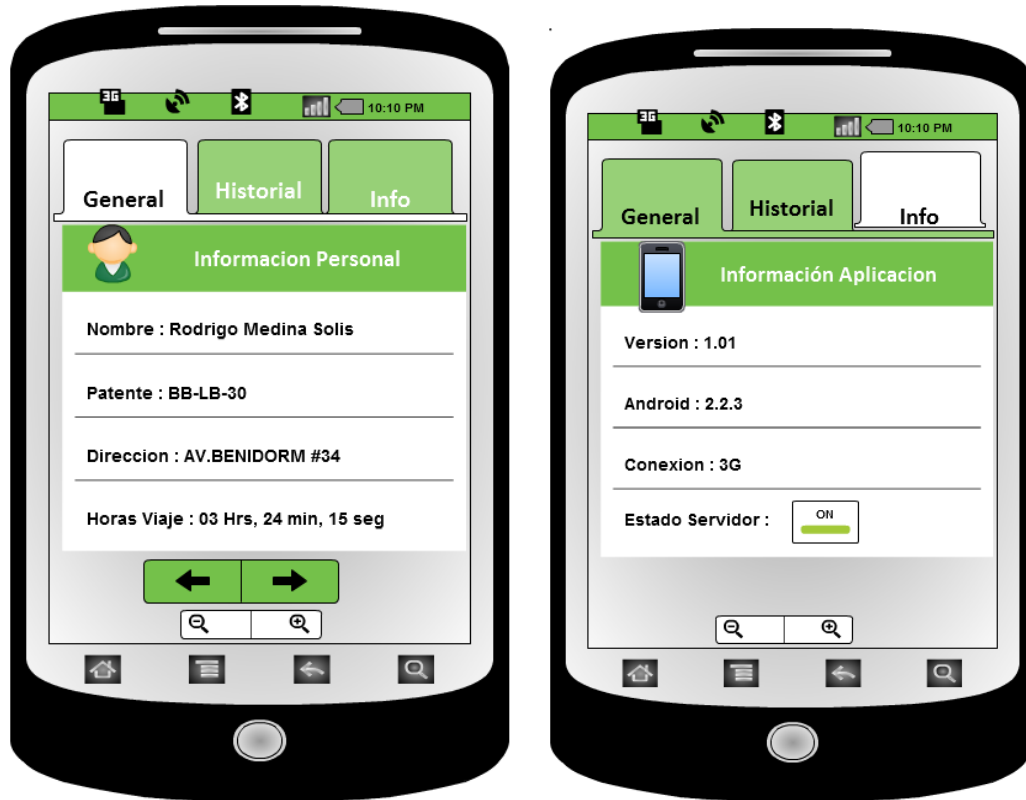 3G
10:10 PM
General
Historial
Info
Informacion Personal
Nombre : Rodrigo Medina Solis
Patente : BB-LB-30
Direccion : AV.BENIDORM #34
Horas Viaje : 03 Hrs, 24 min, 15 seg
3G
10:10 PM
General
Historial
Info
Información Aplicacion
Version : 1.01
Android : 2.2.3
Conexion : 3G
Estado Servidor :
ON